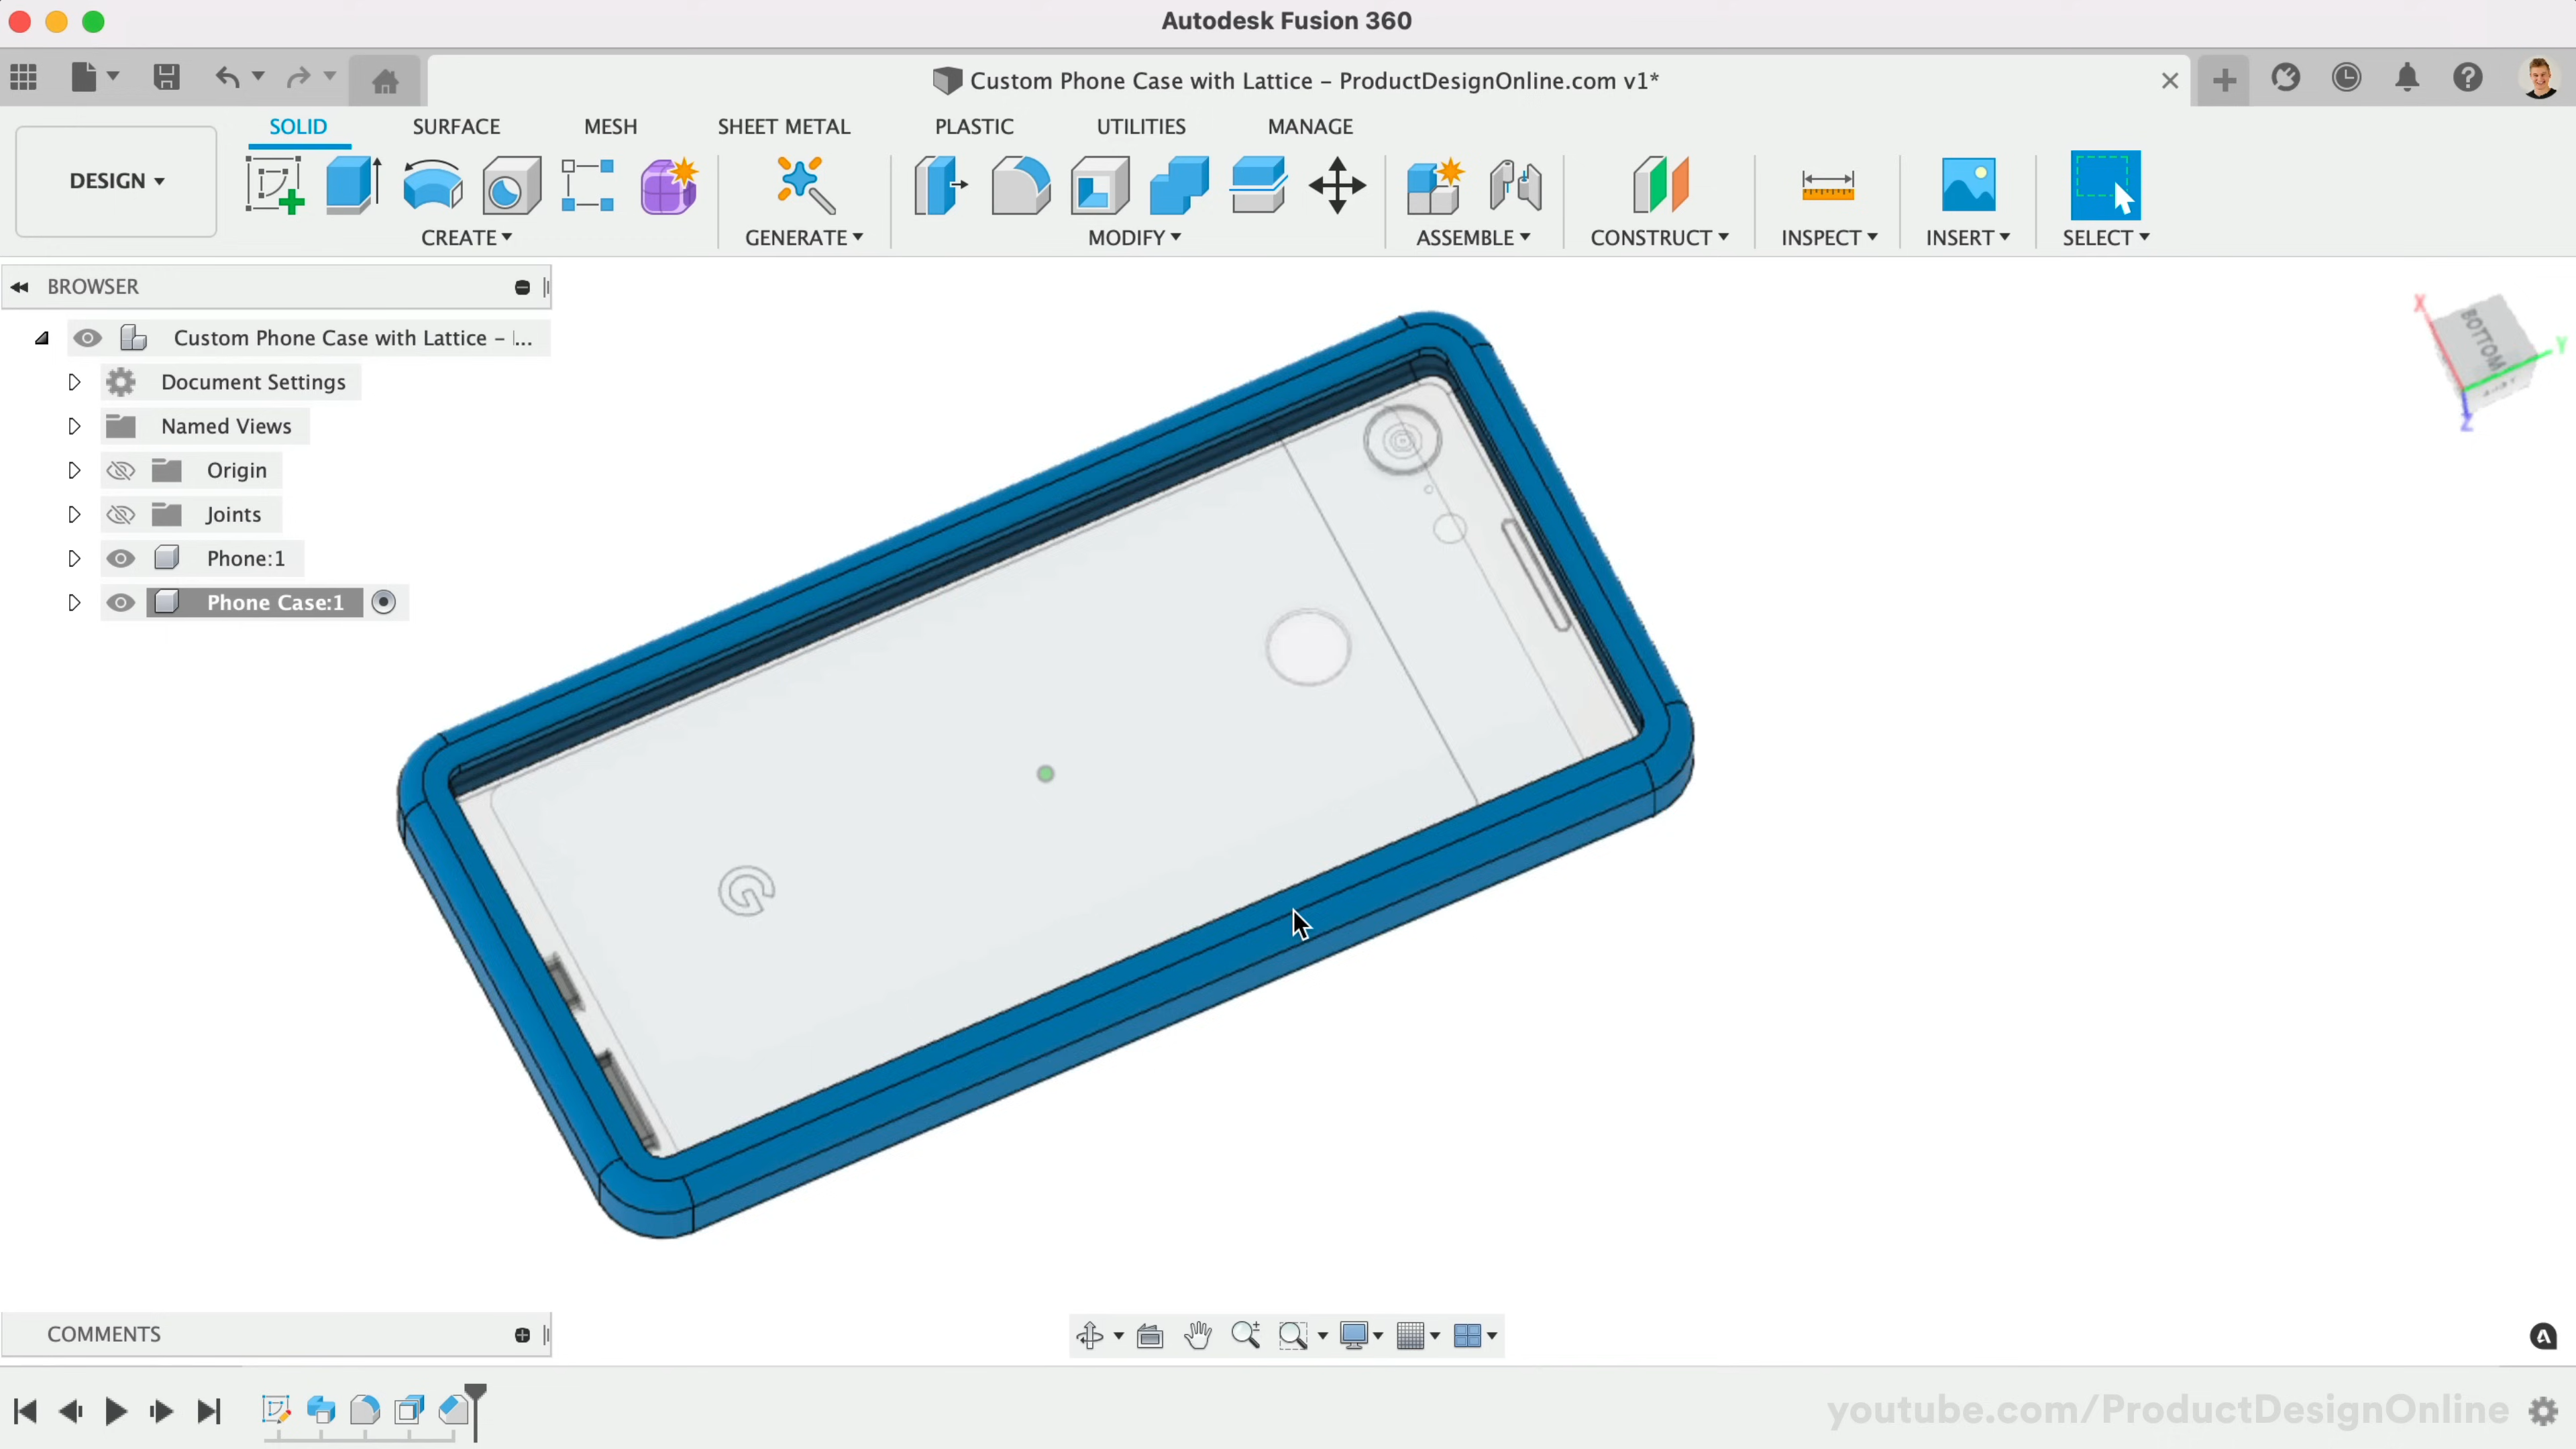 Autodesk Fusion 360
Custom Phone Case with Lattice – ProductDesignOnline.com v1*
SOLID SURFACE MESH SHEET METAL PLASTIC UTILITIES MANAGE
DESIGN
CREATE GENERATE MODIFY ASSEMBLE CONSTRUCT INSPECT INSERT SELECT
BROWSER
Custom Phone Case with Lattice – ...
Document Settings
Named Views
Origin
Joints
Phone:1
Phone Case:1
X
BOTTOM
Y
Z
COMMENTS
youtube.com/ProductDesignOnline